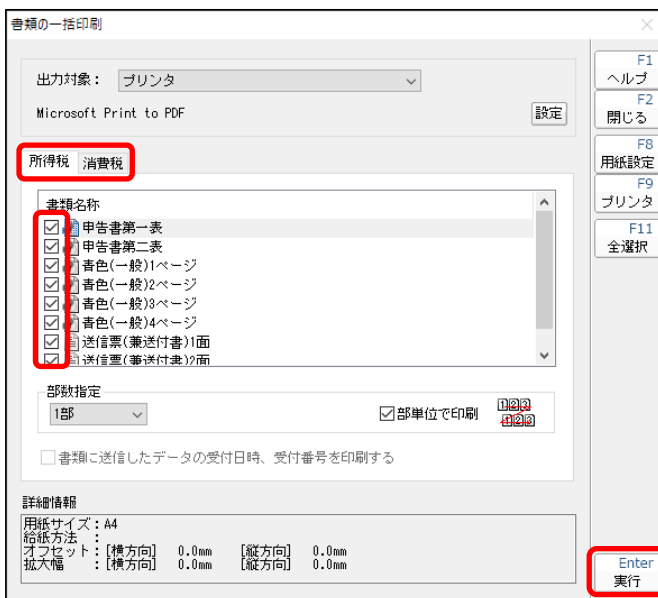 書類の一括印刷
出力対象： プリンタ
Microsoft Print to PDF 設定
所得税 消費税
書類名称
申告書第一表
申告書第二表
青色(一般)1ページ
青色(一般)2ページ
青色(一般)3ページ
青色(一般)4ページ
送信票(兼送付書)1面
送信票(兼送付書)2面
部数指定
1部 部単位で印刷 123 123
書類に送信したデータの受付日時、受付番号を印刷する
詳細情報
用紙サイズ：A4
給紙方法 ：
オフセット：[横方向] 0.0mm [縦方向] 0.0mm
拡大幅 ：[横方向] 0.0mm [縦方向] 0.0mm
F1
ヘルプ
F2
閉じる
F8
用紙設定
F9
プリンタ
F11
全選択
Enter
実行